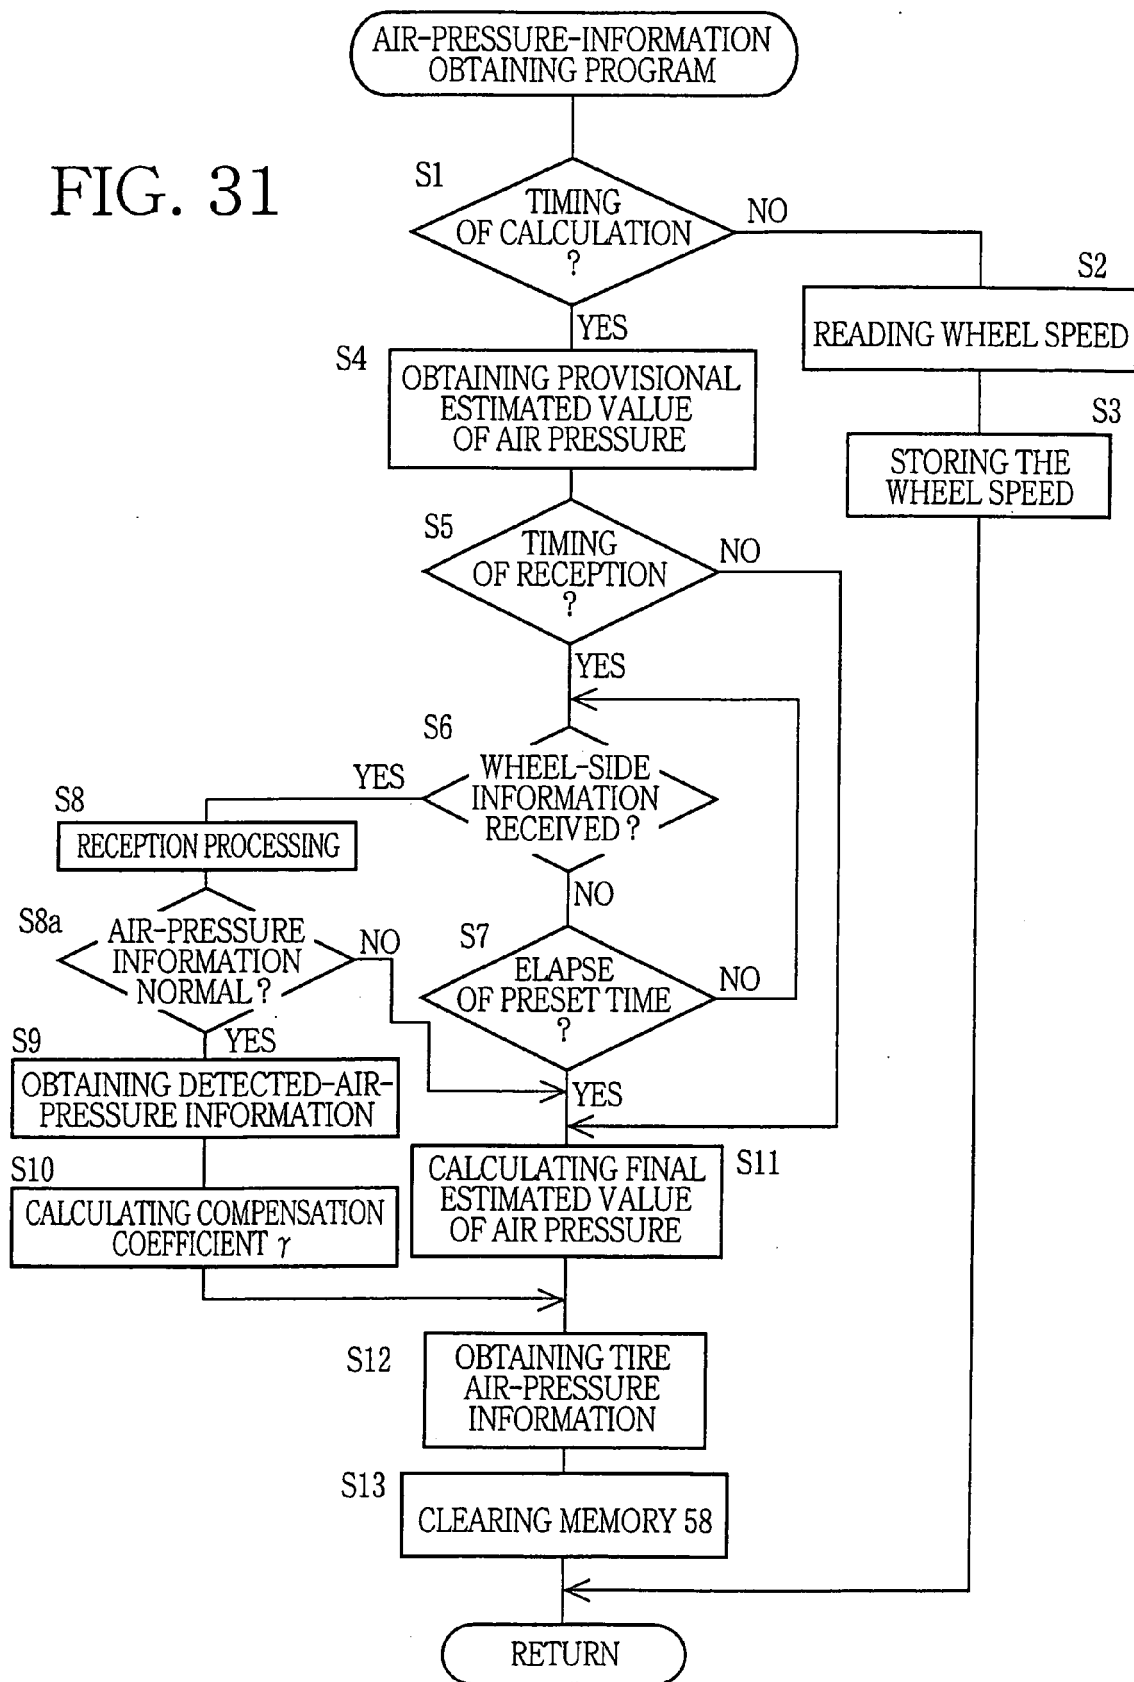 AIR-PRESSURE-INFORMATION
OBTAINING PROGRAM
FIG. 31
S1
TIMING
OF CALCULATION
?
NO
YES
S2
READING WHEEL SPEED
S3
STORING THE
WHEEL SPEED
S4
OBTAINING PROVISIONAL
ESTIMATED VALUE
OF AIR PRESSURE
S5
TIMING
OF RECEPTION
?
NO
YES
S6
WHEEL-SIDE
INFORMATION
RECEIVED ?
YES
NO
S8
RECEPTION PROCESSING
S8a
AIR-PRESSURE
INFORMATION
NORMAL ?
NO
YES
S7
ELAPSE
OF PRESET TIME
?
NO
YES
S9
OBTAINING DETECTED-AIR-
PRESSURE INFORMATION
S10
CALCULATING COMPENSATION
COEFFICIENT γ
S11
CALCULATING FINAL
ESTIMATED VALUE
OF AIR PRESSURE
S12
OBTAINING TIRE
AIR-PRESSURE
INFORMATION
S13
CLEARING MEMORY 58
RETURN